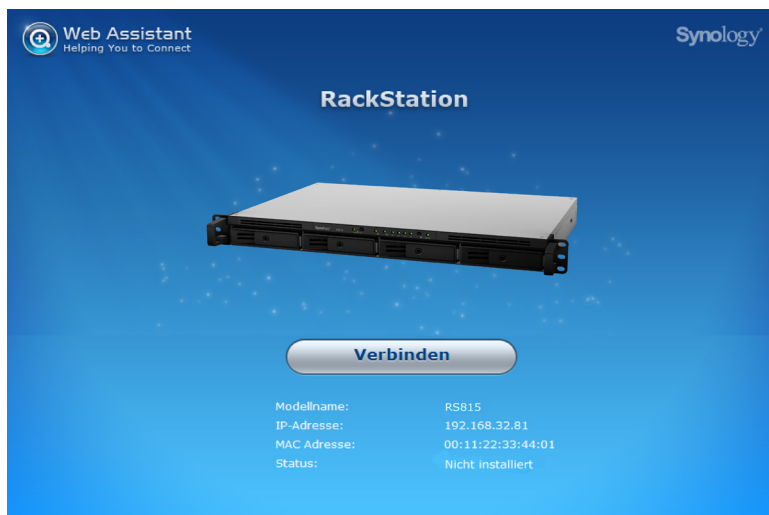 Web Assistant
Helping You to Connect
Synology
RackStation
Synology
Verbinden
Modellname: RS815
IP-Adresse: 192.168.32.81
MAC Adresse: 00:11:22:33:44:01
Status: Nicht installiert